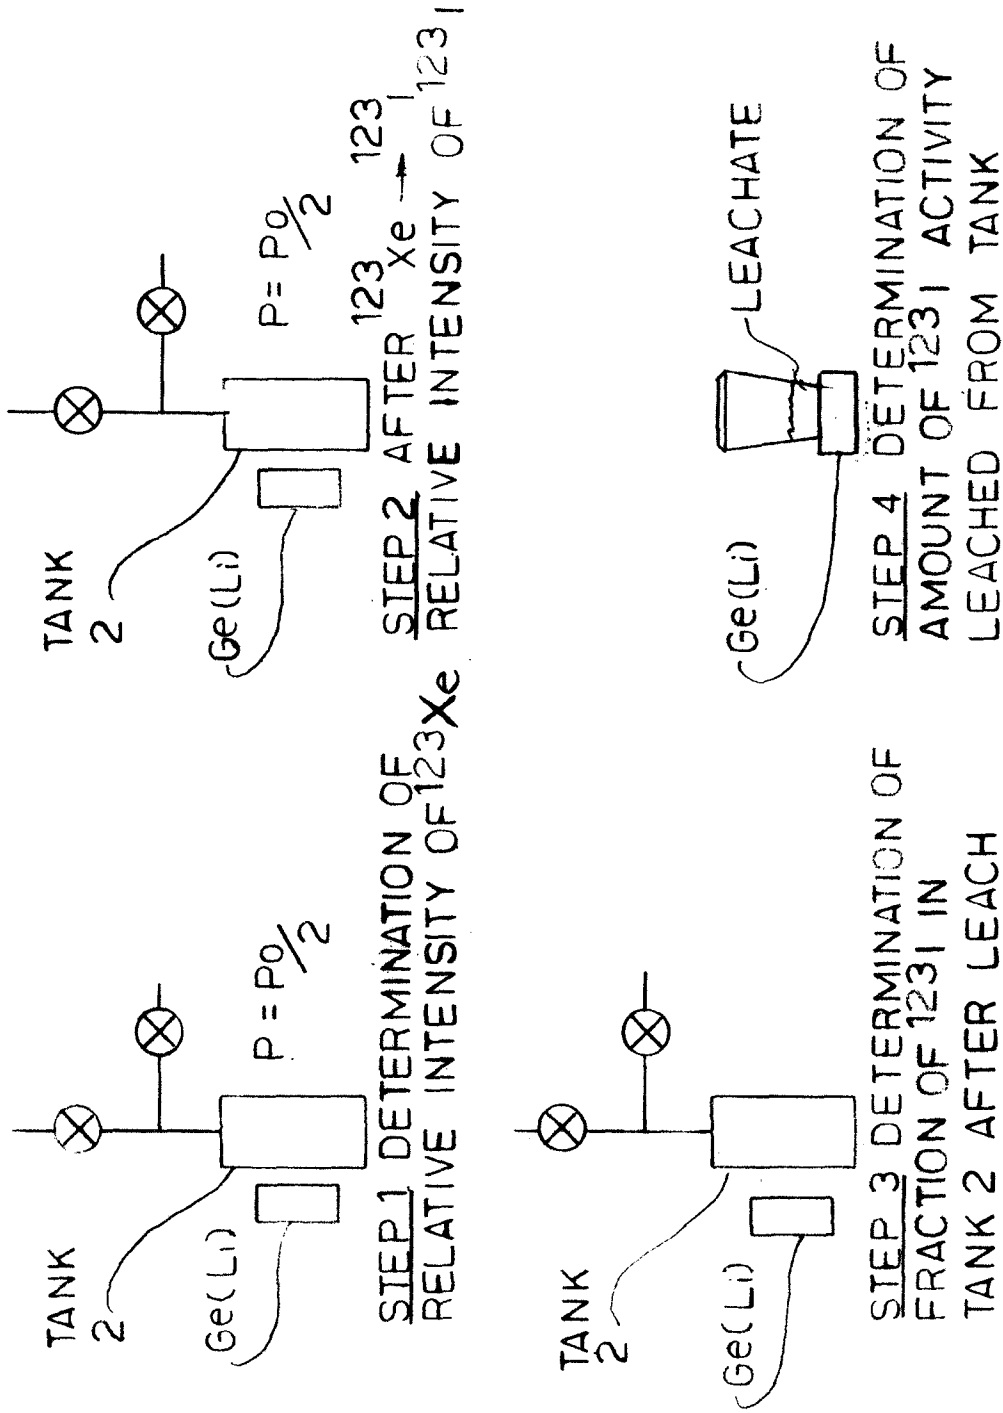 TANK
2
Ge(Li)
P = Po/2
STEP 1 DETERMINATION OF
RELATIVE INTENSITY OF 123Xe
TANK
2
Ge(Li)
P = Po/2
STEP 2 AFTER 123Xe → 123I
RELATIVE INTENSITY OF 123I
TANK
2
Ge(Li)
STEP 3 DETERMINATION OF
FRACTION OF 123I IN
TANK 2 AFTER LEACH
Ge(Li)
LEACHATE
STEP 4 DETERMINATION OF
AMOUNT OF 123I ACTIVITY
LEACHED FROM TANK